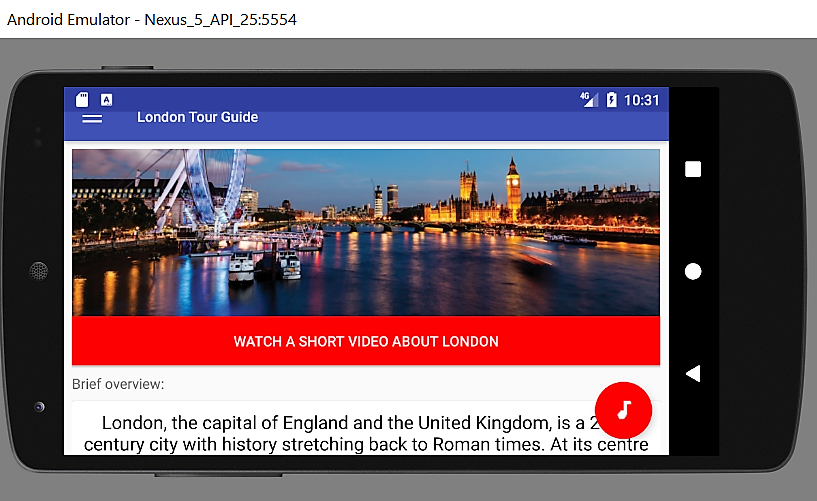 Android Emulator - Nexus_5_API_25:5554
4G 10:31
London Tour Guide
WATCH A SHORT VIDEO ABOUT LONDON
Brief overview:
London, the capital of England and the United Kingdom, is a
century city with history stretching back to Roman times. At its centre